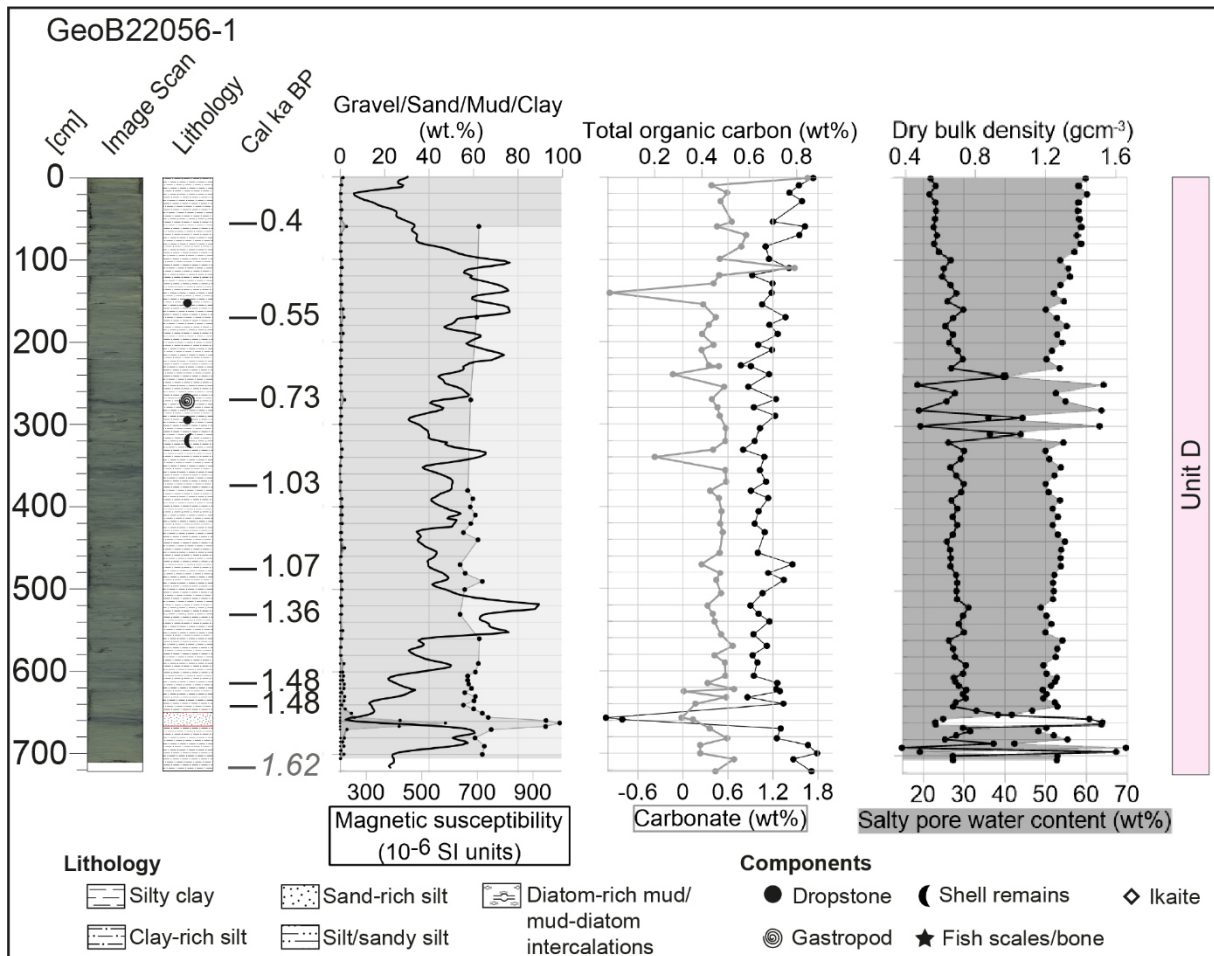 GeoB22056-1
[cm]
Image Scan
Lithology
Cal ka BP
Gravel/Sand/Mud/Clay
(wt.%)
0 20 40 60 80 100
Total organic carbon (wt%)
0.2 0.4 0.6 0.8
Dry bulk density (gcm-3)
0.4 0.8 1.2 1.6
0
100
200
300
400
500
600
700
0.4
0.55
0.73
1.03
1.07
1.36
1.48
1.48
1.62
Unit D
300 500 700 900
Magnetic susceptibility
(10-6 SI units)
-0.6 0 0.6 1.2 1.8
Carbonate (wt%)
20 30 40 50 60 70
Salty pore water content (wt%)
Lithology
Silty clay
Clay-rich silt
Sand-rich silt
Silt/sandy silt
Diatom-rich mud/
mud-diatom
intercalations
Components
Dropstone
Gastropod
Shell remains
Fish scales/bone
Ikaite